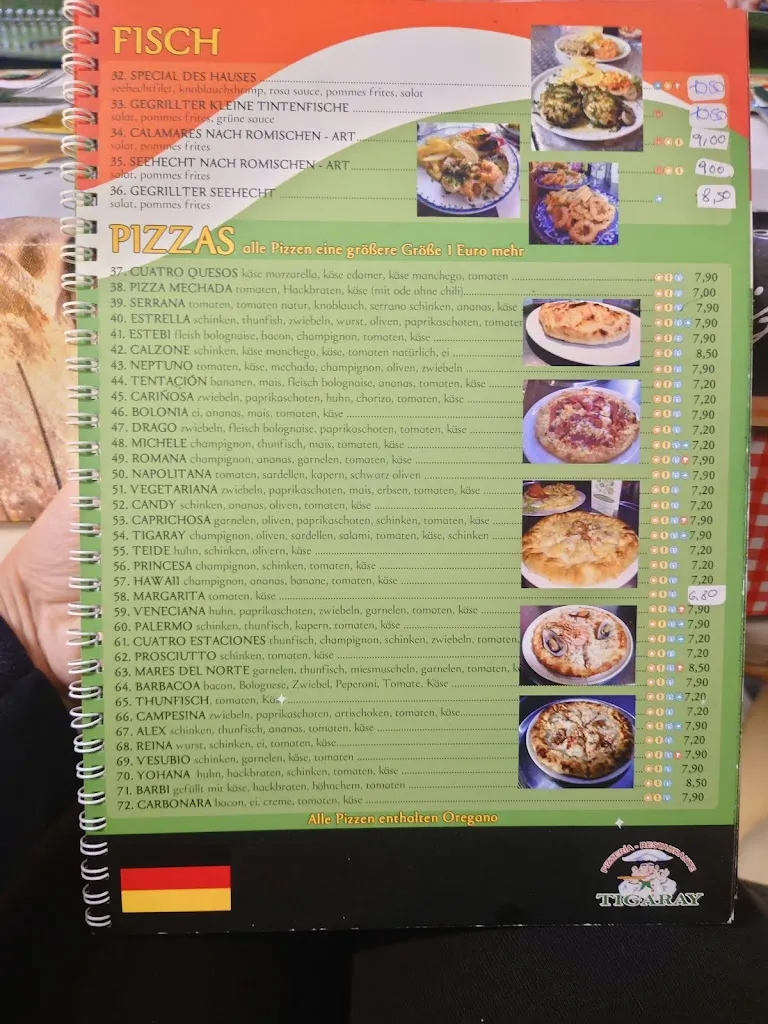 FISCH
32. SPECIAL DES HAUSES 10,80
seehechtfilet, knoblauchshrimp, rosa sauce, pommes frites, salat
33. GEGRILLTER KLEINE TINTENFISCHE 10,80
salat, pommes frites, grüne sauce
34. CALAMARES NACH ROMISCHEN - ART 9,00
salat, pommes frites
35. SEEHECHT NACH ROMISCHEN - ART 9,00
salat, pommes frites
36. GEGRILLTER SEEHECHT 8,50
salat, pommes frites
PIZZAS alle Pizzen eine größere Größe 1 Euro mehr
37. CUATRO QUESOS käse mozzarella, käse edamer, käse manchego, tomaten 7,90
38. PIZZA MECHADA tomaten, Hackbraten, käse (mit ode ohne chili) 7,00
39. SERRANA tomaten, tomaten natur, knoblauch, serrano schinken, ananas, käse 7,90
40. ESTRELLA schinken, thunfish, zwiebeln, wurst, oliven, paprikaschoten, tomaten 7,90
41. ESTEBI fleish bolognaise, bacon, champignon, tomaten, käse 7,90
42. CALZONE schinken, käse manchego, käse, tomaten natürlich, ei 8,50
43. NEPTUNO tomaten, käse, mechada, champignon, oliven, zwiebeln 7,90
44. TENTACIÓN bananen, mais, fleisch bolognaise, ananas, tomaten, käse 7,20
45. CARIÑOSA zwiebeln, paprikaschoten, huhn, chorizo, tomaten, käse 7,20
46. BOLONIA ei, ananas, mais, tomaten, käse 7,90
47. DRAGO zwiebeln, fleisch bolognaise, paprikaschoten, tomaten, käse 7,20
48. MICHELE champignon, thunfisch, mais, tomaten, käse 7,20
49. ROMANA champignon, ananas, garnelen, tomaten, käse 7,90
50. NAPOLITANA tomaten, sardellen, kapern, schwarz oliven 7,90
51. VEGETARIANA zwiebeln, paprikaschoten, mais, erbsen, tomaten, käse 7,20
52. CANDY schinken, ananas, oliven, tomaten, käse 7,20
53. CAPRICHOSA garnelen, oliven, paprikaschoten, schinken, tomaten, käse 7,90
54. TIGARAY champignon, oliven, sardellen, salami, tomaten, käse, schinken 7,90
55. TEIDE huhn, schinken, olivern, käse 7,20
56. PRINCESA champignon, schinken, tomaten, käse 7,20
57. HAWAII champignon, ananas, banane, tomaten, käse 7,20
58. MARGARITA tomaten, käse 6,80
59. VENECIANA huhn, paprikaschoten, zwiebeln, garnelen, tomaten, käse 7,90
60. PALERMO schinken, thunfisch, kapern, tomaten, käse 7,90
61. CUATRO ESTACIONES thunfisch, champignon, schinken, zwiebeln, tomaten, 7,20
62. PROSCIUTTO schinken, tomaten, käse 7,20
63. MARES DEL NORTE garnelen, thunfisch, miesmuscheln, garnelen, tomaten, k 8,50
64. BARBACOA bacon, Bolognese, Zwiebel, Peperoni, Tomate, Käse 7,90
65. THUNFISCH, tomaten, Käse 7,20
66. CAMPESINA zwiebeln, paprikaschoten, artischoken, tomaten, käse 7,20
67. ALEX schinken, thunfisch, ananas, tomaten, käse 7,90
68. REINA wurst, schinken, ei, tomaten, käse 7,20
69. VESUBIO schinken, garnelen, käse, tomaten 7,90
70. YOHANA huhn, hackbraten, schinken, tomaten, käse 7,90
71. BARBI gefüllt mit käse, hackbraten, hähnchem, tomaten 8,50
72. CARBONARA bacon, ei, creme, tomaten, käse 7,90
Alle Pizzen enthalten Oregano
PIZZERÍA - RESTAURANTE
TIGARAY